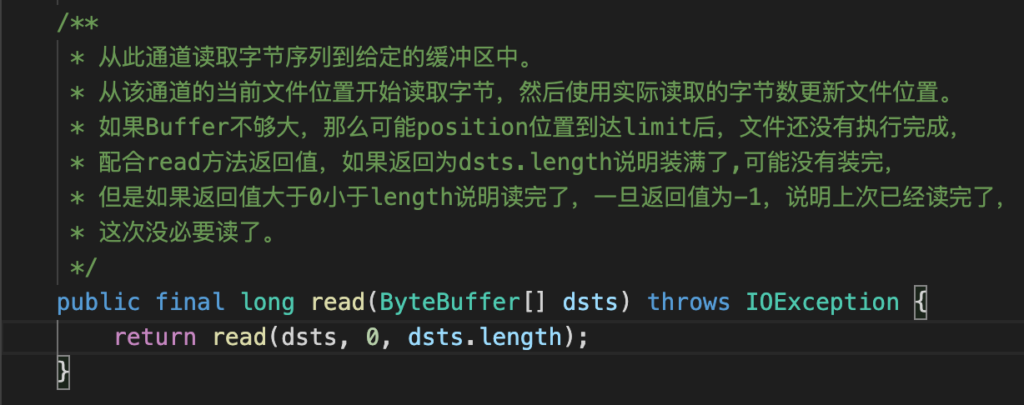 /**
* 从此通道读取字节序列到给定的缓冲区中。
* 从该通道的当前文件位置开始读取字节，然后使用实际读取的字节数更新文件位置。
* 如果Buffer不够大，那么可能position位置到达limit后，文件还没有执行完成，
* 配合read方法返回值，如果返回为dsts.length说明装满了,可能没有装完，
* 但是如果返回值大于0小于length说明读完了，一旦返回值为-1，说明上次已经读完了，
* 这次没必要读了。
*/
public final long read(ByteBuffer[] dsts) throws IOException {
return read(dsts, 0, dsts.length);
}